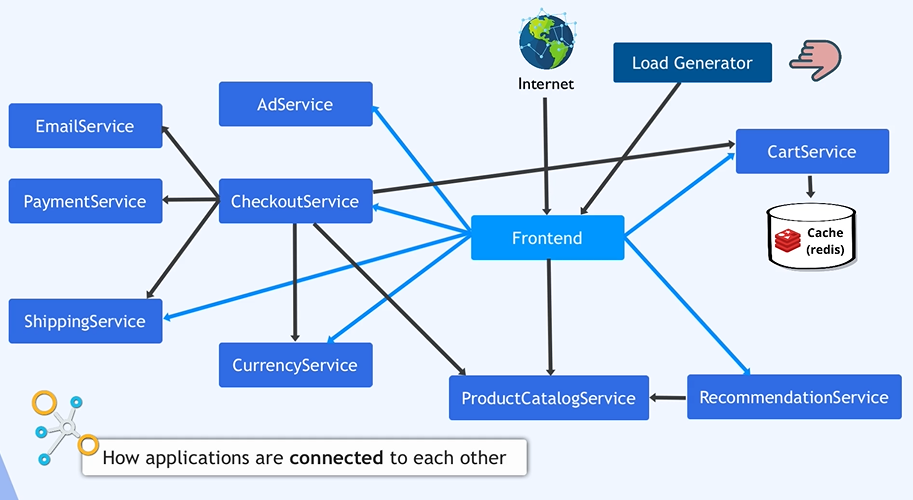 Internet
Load Generator
AdService
EmailService
CartService
PaymentService
CheckoutService
Frontend
Cache
(redis)
ShippingService
CurrencyService
ProductCatalogService
RecommendationService
How applications are connected to each other